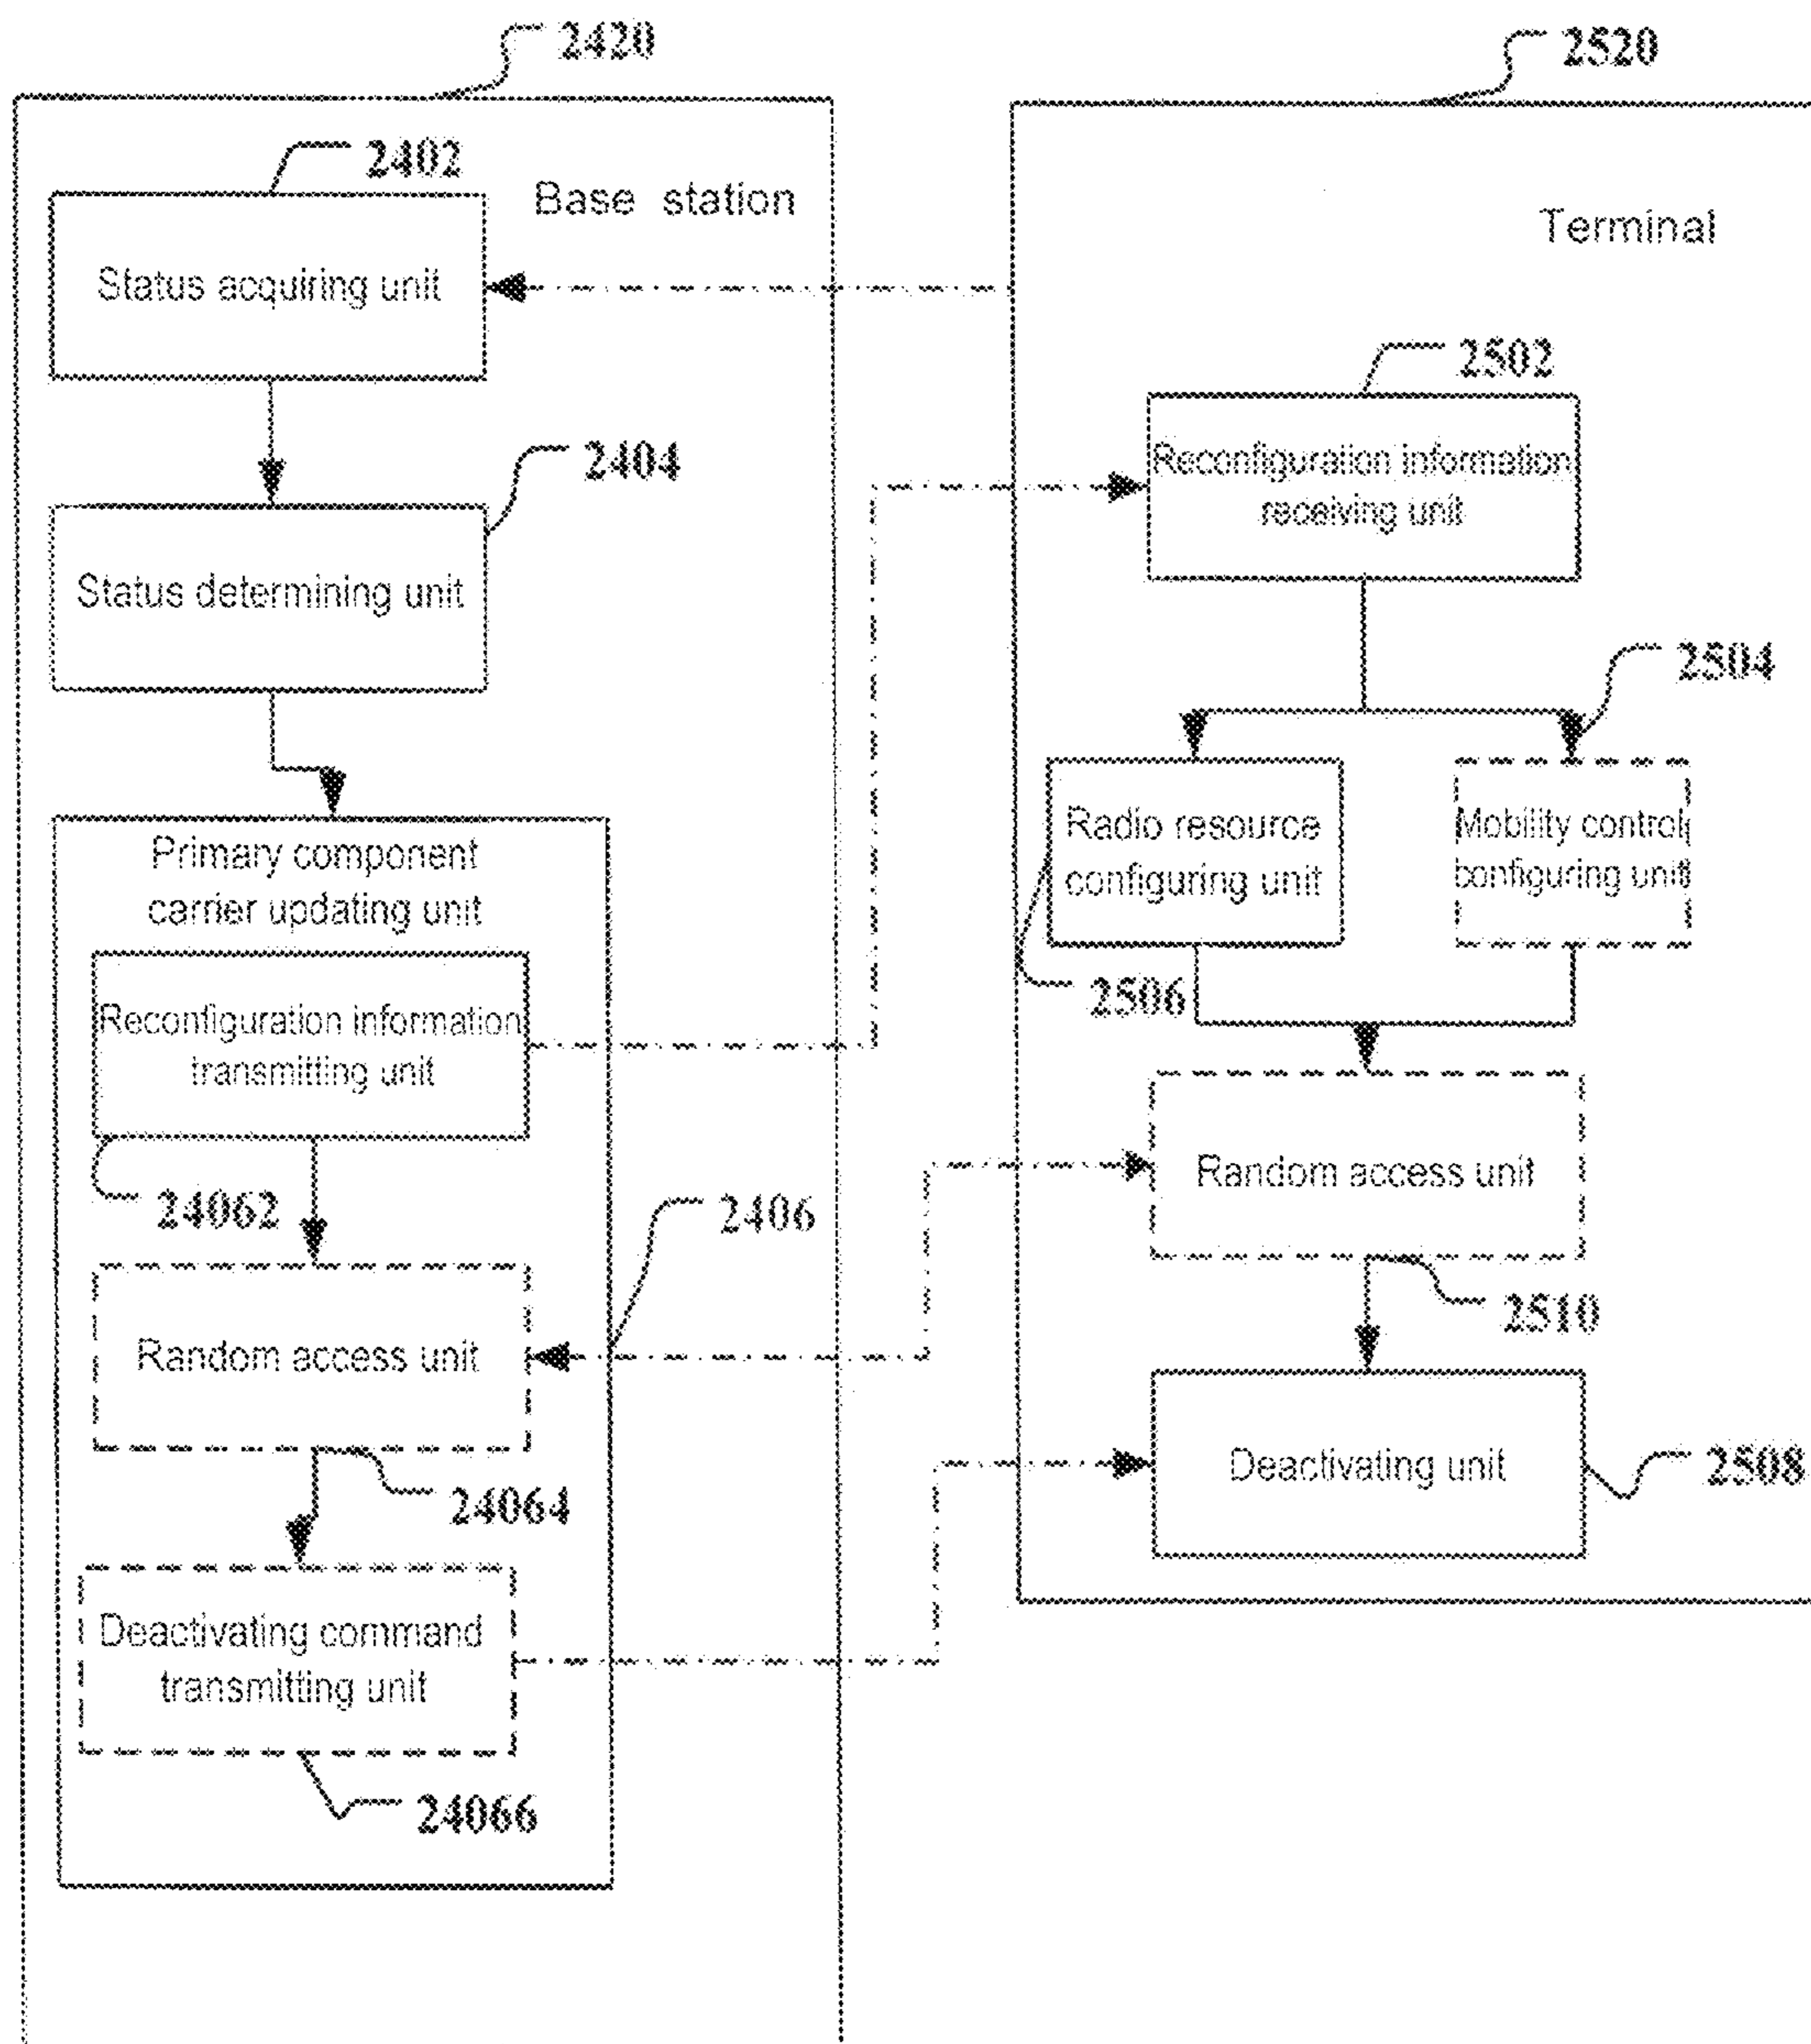 2420
2520
2402
Base station
Terminal
Status acquiring unit
2502
2404
Reconfiguration information
receiving unit
Status determining unit
2504
Primary component
carrier updating unit
Radio resource
configuring unit
Mobility control
configuring unit
2506
Reconfiguration information
transmitting unit
24062
2406
Random access unit
2510
Random access unit
24064
Deactivating unit
2508
Deactivating command
transmitting unit
24066